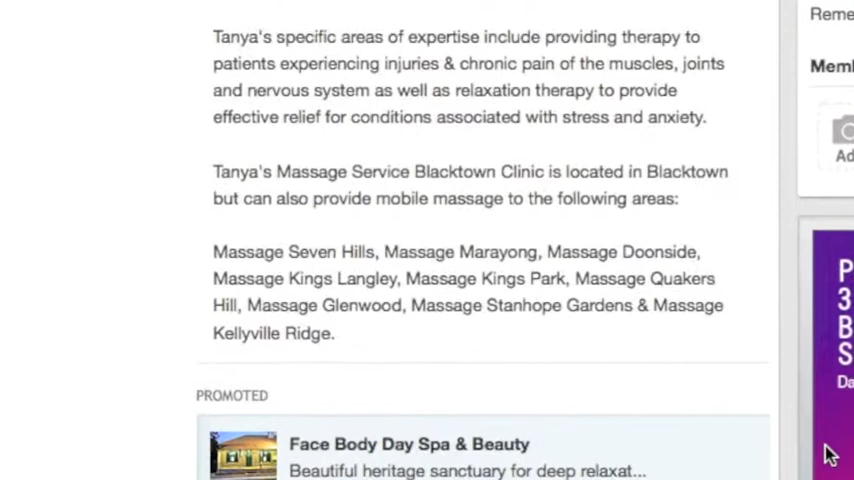 Tanya's specific areas of expertise include providing therapy to
patients experiencing injuries & chronic pain of the muscles, joints
and nervous system as well as relaxation therapy to provide
effective relief for conditions associated with stress and anxiety.
Tanya's Massage Service Blacktown Clinic is located in Blacktown
but can also provide mobile massage to the following areas:
Massage Seven Hills, Massage Marayong, Massage Doonside,
Massage Kings Langley, Massage Kings Park, Massage Quakers
Hill, Massage Glenwood, Massage Stanhope Gardens & Massage
Kellyville Ridge.
PROMOTED
Face Body Day Spa & Beauty
Beautiful heritage sanctuary for deep relaxat...
Reme
Memb
Ad
P
3
B
S
Da